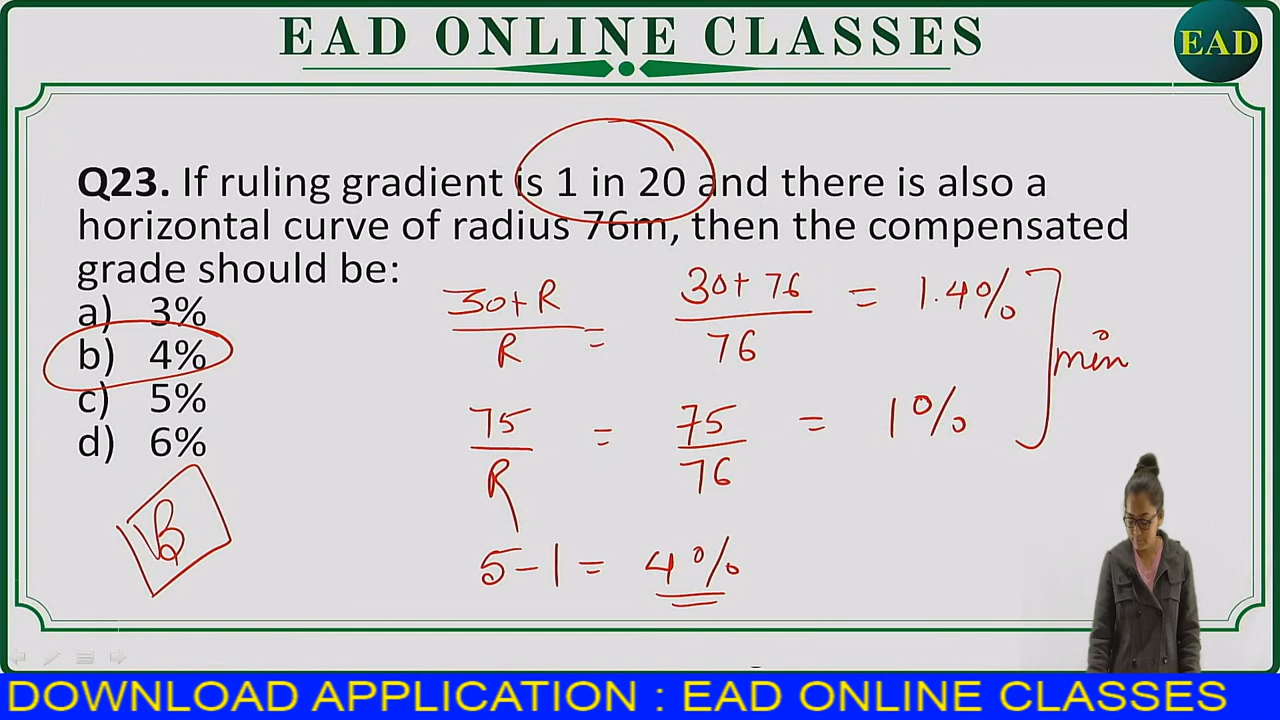 EAD ONLINE CLASSES
EAD
Q23. If ruling gradient is 1 in 20 and there is also a
horizontal curve of radius 76m, then the compensated
grade should be:
a) 3%
b) 4%
c) 5%
d) 6%
30+R / R = 30+76 / 76 = 1.4%
min
75 / R = 75 / 76 = 1%
5-1 = 4%
B
DOWNLOAD APPLICATION : EAD ONLINE CLASSES